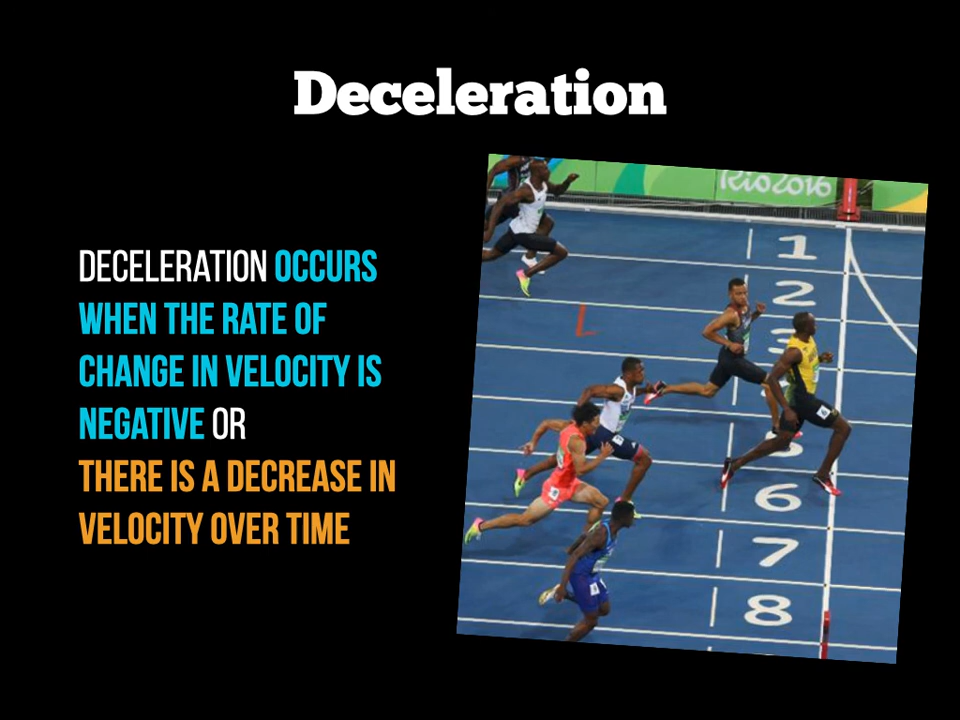 Deceleration
DECELERATION OCCURS
WHEN THE RATE OF
CHANGE IN VELOCITY IS
NEGATIVE OR
THERE IS A DECREASE IN
VELOCITY OVER TIME
Rio2016
1
2
3
5
6
7
8
L